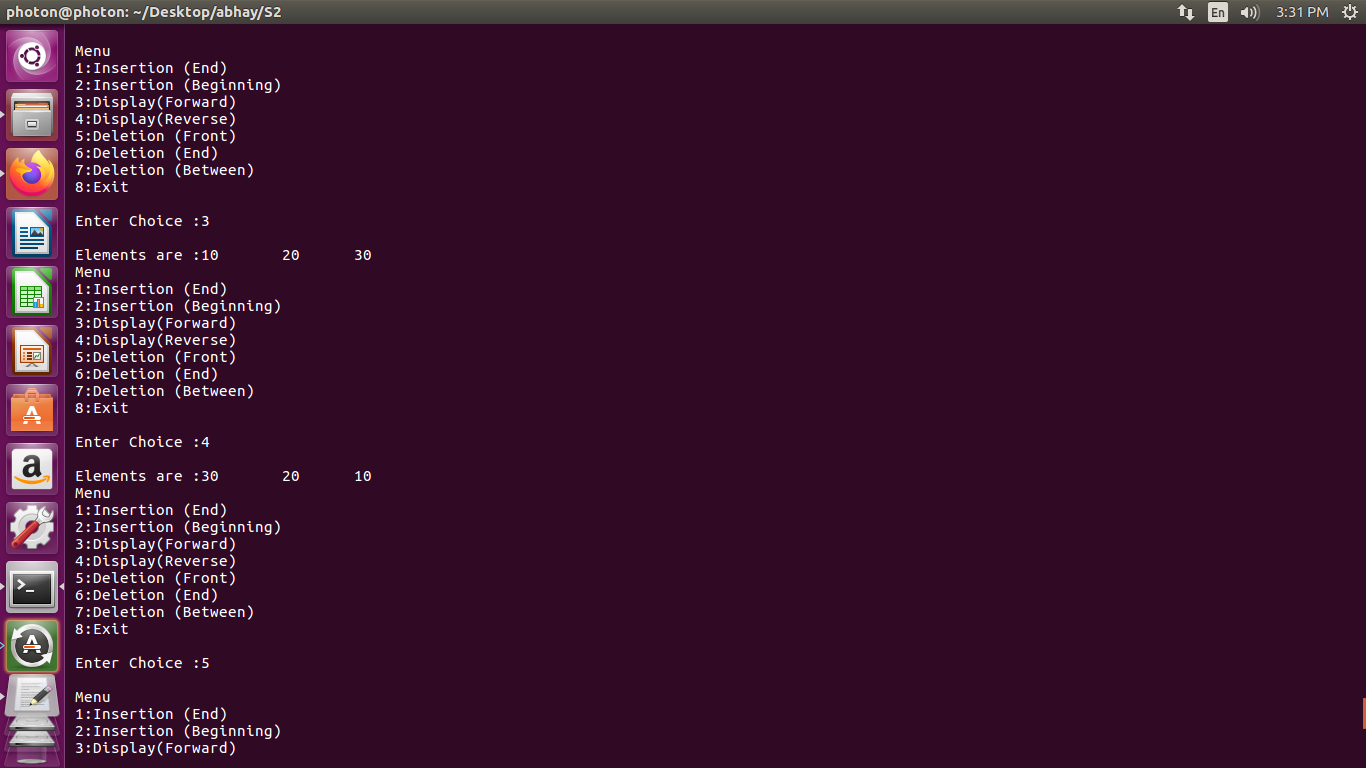 photon@photon: ~/Desktop/abhay/S2 En 3:31 PM
Menu
1:Insertion (End)
2:Insertion (Beginning)
3:Display(Forward)
4:Display(Reverse)
5:Deletion (Front)
6:Deletion (End)
7:Deletion (Between)
8:Exit
Enter Choice :3
Elements are :10 20 30
Menu
1:Insertion (End)
2:Insertion (Beginning)
3:Display(Forward)
4:Display(Reverse)
5:Deletion (Front)
6:Deletion (End)
7:Deletion (Between)
8:Exit
Enter Choice :4
Elements are :30 20 10
Menu
1:Insertion (End)
2:Insertion (Beginning)
3:Display(Forward)
4:Display(Reverse)
5:Deletion (Front)
6:Deletion (End)
7:Deletion (Between)
8:Exit
Enter Choice :5
Menu
1:Insertion (End)
2:Insertion (Beginning)
3:Display(Forward)